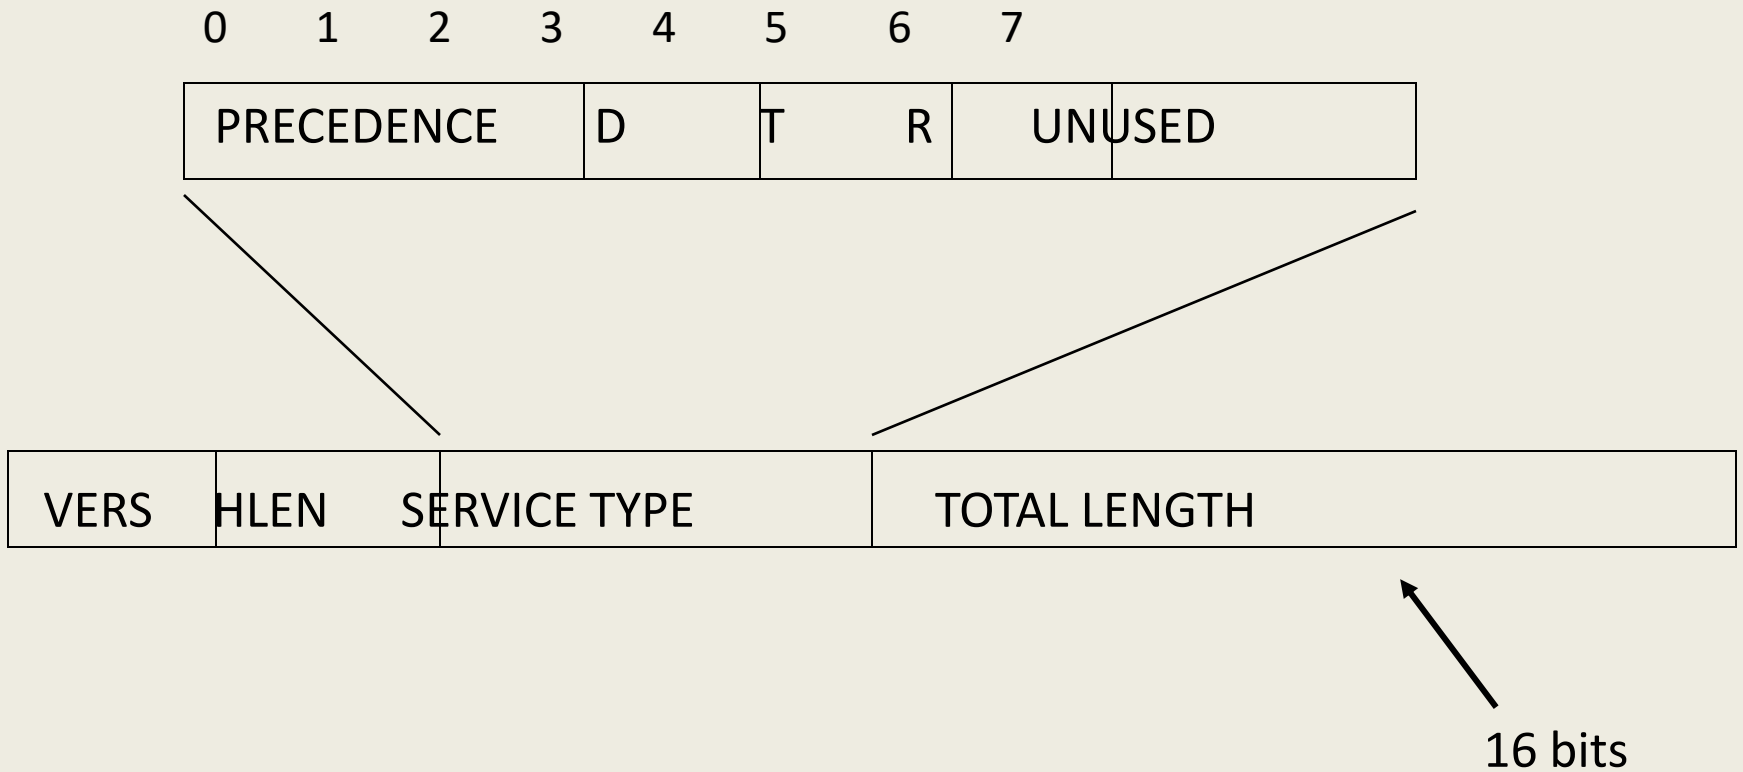 0 1 2 3 4 5 6 7
PRECEDENCE D T R UNUSED
VERS HLEN SERVICE TYPE TOTAL LENGTH
16 bits